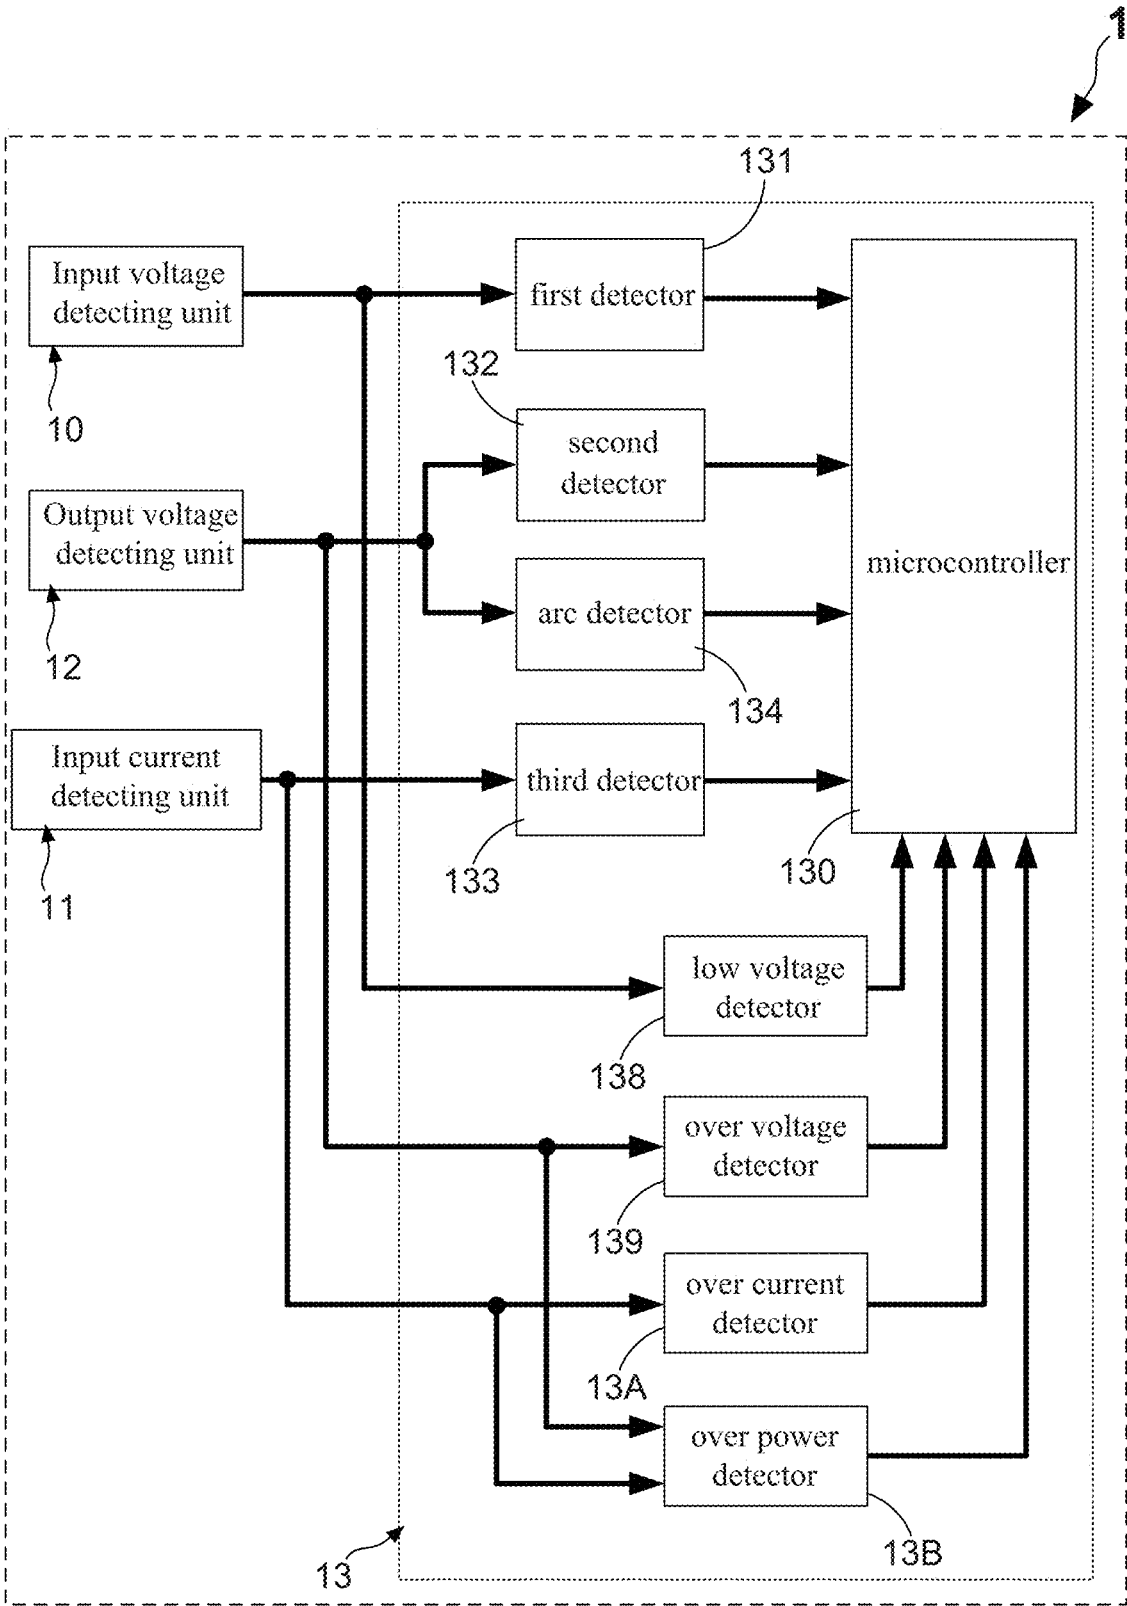 1
131
Input voltage
detecting unit
10
first detector
132
second
detector
Output voltage
detecting unit
12
microcontroller
arc detector
134
Input current
detecting unit
11
third detector
133
130
low voltage
detector
138
over voltage
detector
139
over current
detector
13A
over power
detector
13B
13